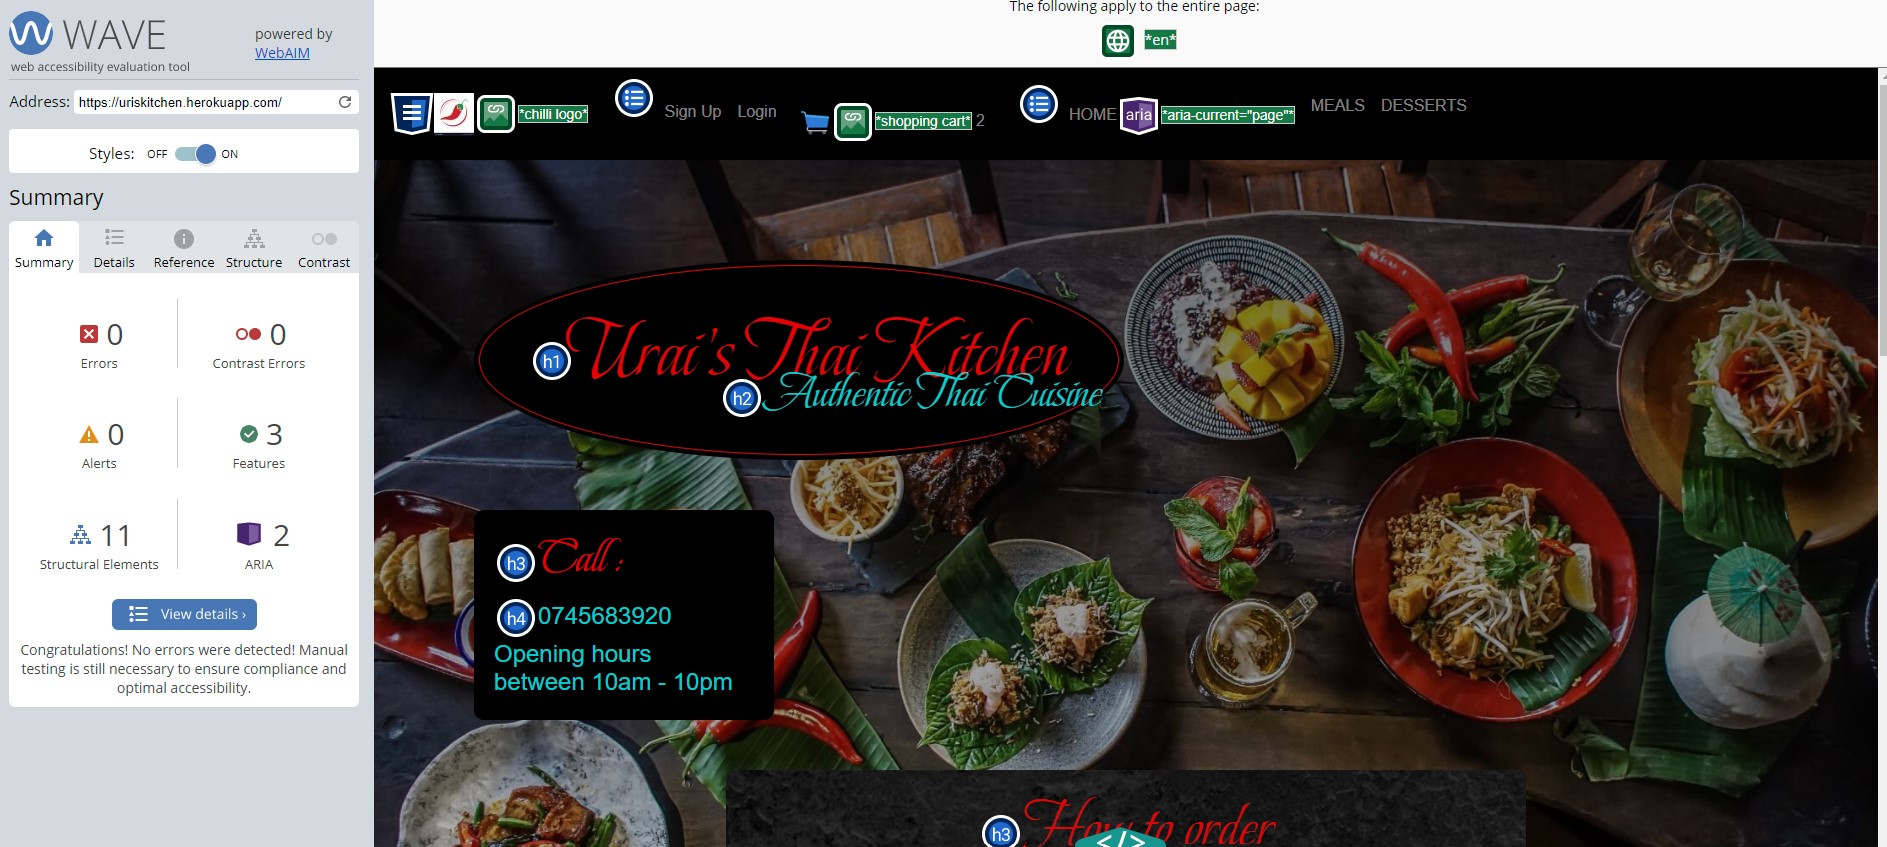 WAVE
web accessibility evaluation tool
powered by
WebAIM
Address: https://uriskitchen.herokuapp.com/
Styles: OFF ON
Summary
Summary Details Reference Structure Contrast
0
Errors
0
Contrast Errors
0
Alerts
3
Features
11
Structural Elements
2
ARIA
View details ›
Congratulations! No errors were detected! Manual
testing is still necessary to ensure compliance and
optimal accessibility.
The following apply to the entire page:
*en*
*chilli logo* Sign Up Login *shopping cart* 2 HOME aria *aria-current="page"* MEALS DESSERTS
h1 Urai's Thai Kitchen
h2 Authentic Thai Cuisine
h3 Call :
h4 0745683920
Opening hours
between 10am - 10pm
h3 How to order
</>